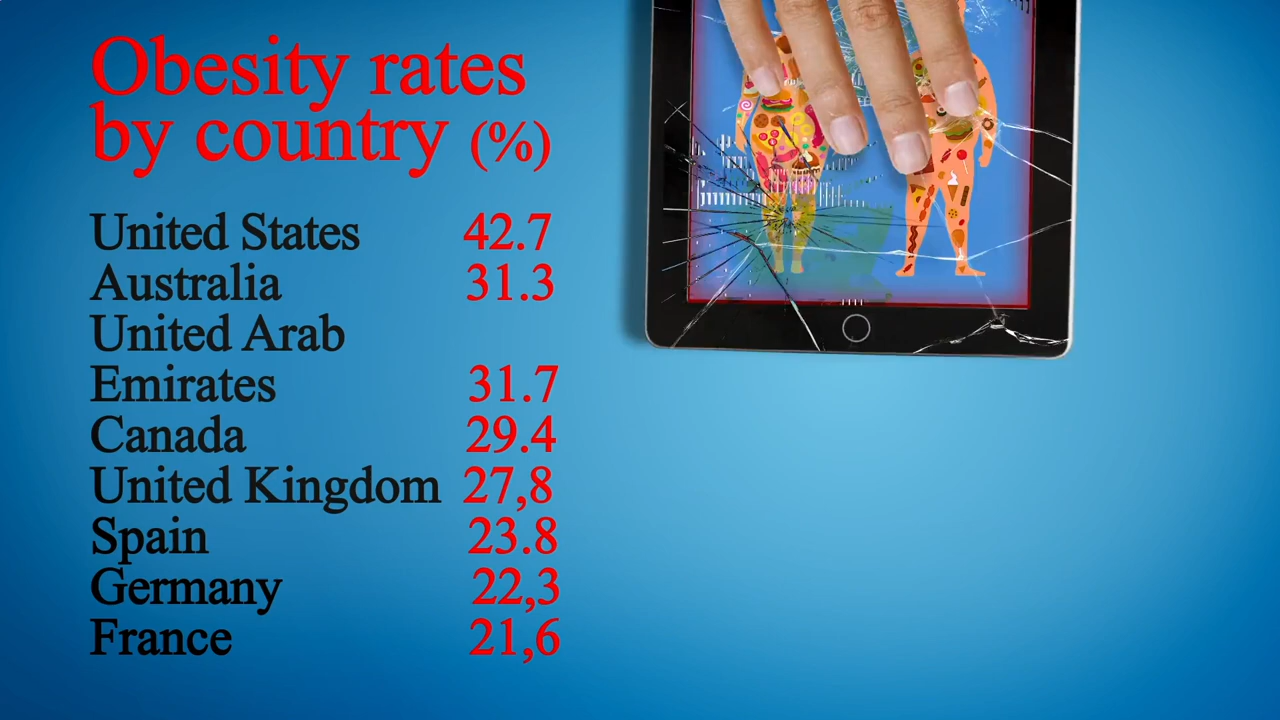 Obesity rates
by country (%)
United States 42.7
Australia 31.3
United Arab
Emirates 31.7
Canada 29.4
United Kingdom 27,8
Spain 23.8
Germany 22,3
France 21,6